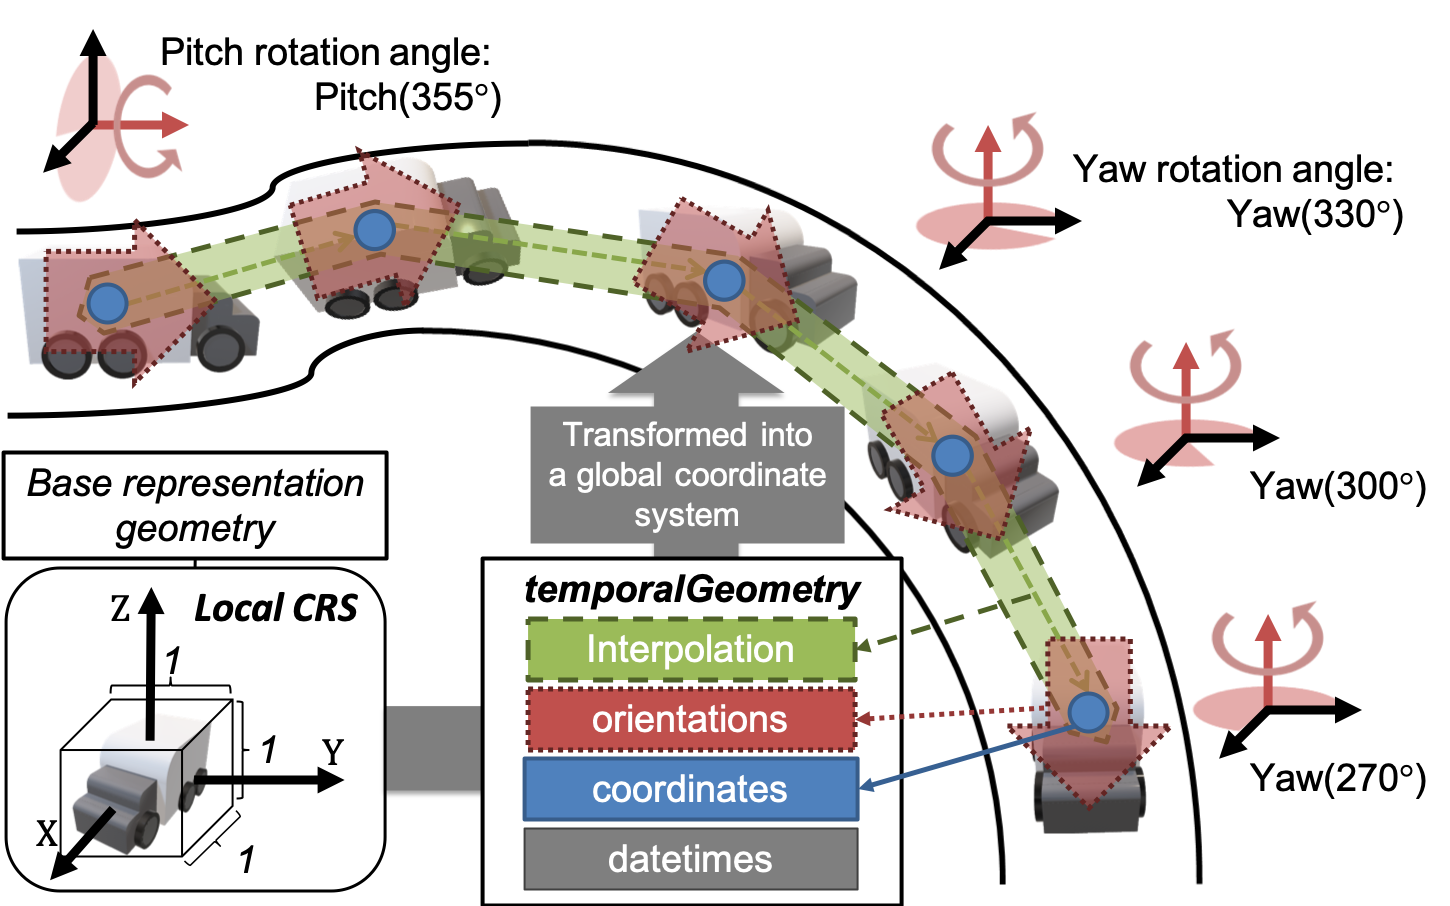 Pitch rotation angle:
Pitch(355°)
Yaw rotation angle:
Yaw(330°)
Transformed into
a global coordinate
system
Base representation
geometry
Yaw(300°)
temporalGeometry
Local CRS
Z
1
1
Y
X
1
Interpolation
orientations
coordinates
datetimes
Yaw(270°)